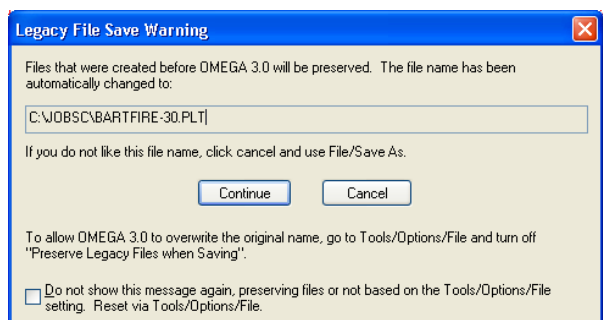 Legacy File Save Warning
Files that were created before OMEGA 3.0 will be preserved. The file name has been
automatically changed to:
C:\JOBSC\BARTFIRE-30.PLT
If you do not like this file name, click cancel and use File/Save As.
Continue Cancel
To allow OMEGA 3.0 to overwrite the original name, go to Tools/Options/File and turn off
"Preserve Legacy Files when Saving".
Do not show this message again, preserving files or not based on the Tools/Options/File
setting. Reset via Tools/Options/File.